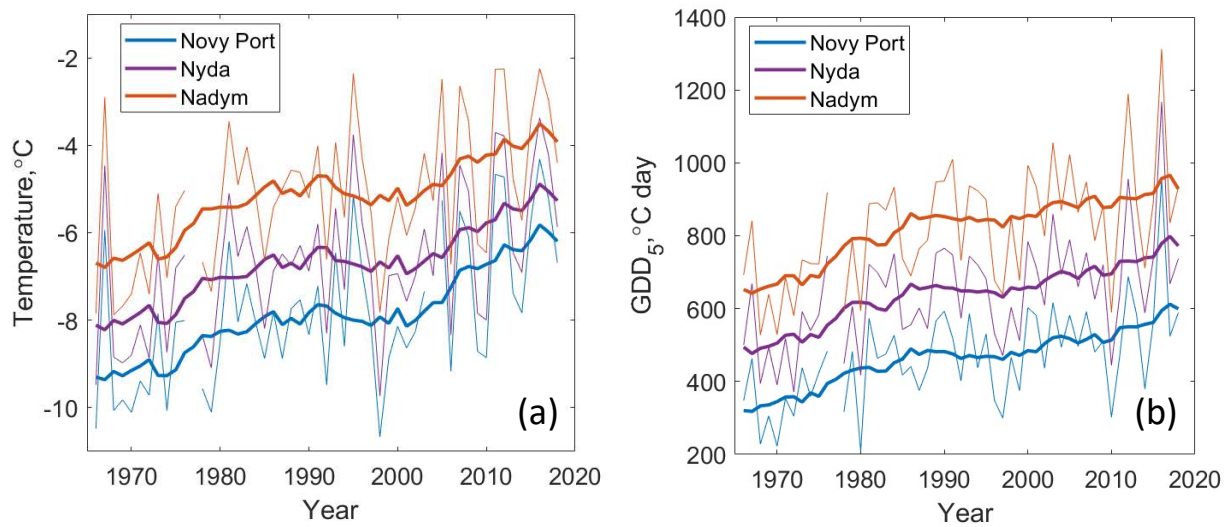 Temperature,°C
-2
-4
-6
-8
-10
1970
1980
1990
2000
2010
2020
Year
Novy Port
Nyda
Nadym
(a)
GDD5,°C day
1400
1200
1000
800
600
400
200
1970
1980
1990
2000
2010
2020
Year
Novy Port
Nyda
Nadym
(b)